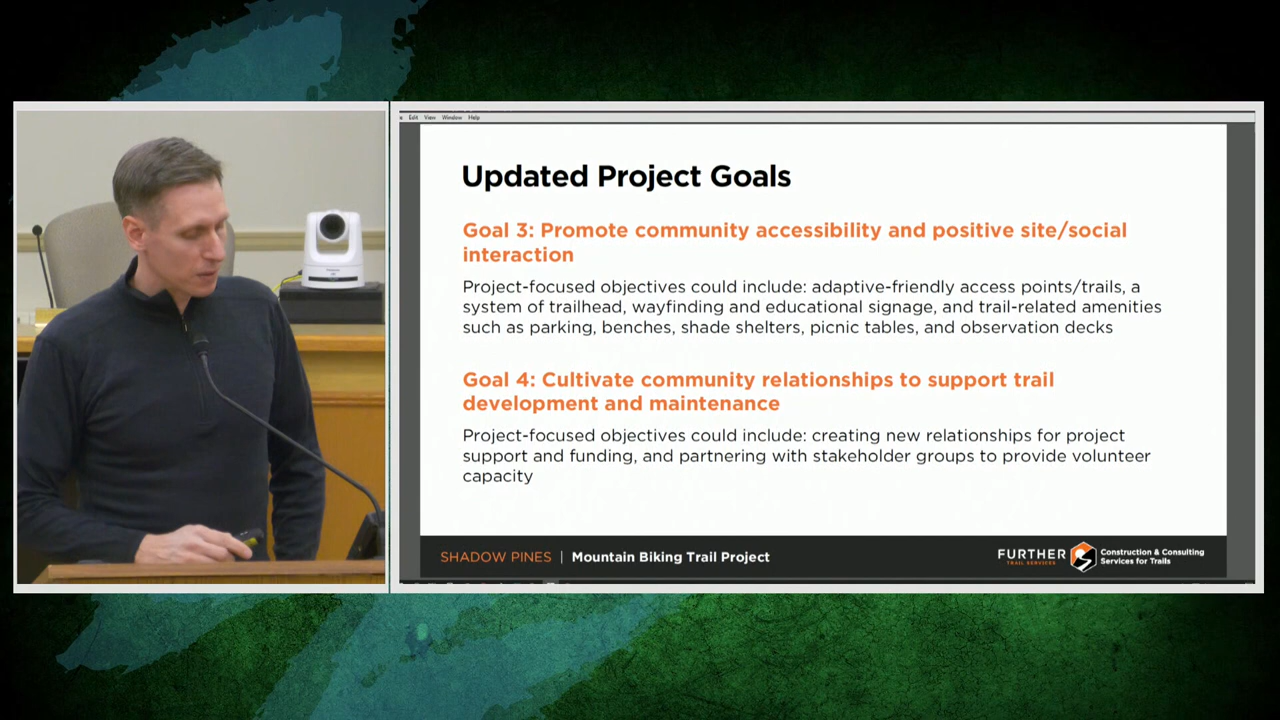 Edit View Window Help
Updated Project Goals
Goal 3: Promote community accessibility and positive site/social
interaction
Project-focused objectives could include: adaptive-friendly access points/trails, a
system of trailhead, wayfinding and educational signage, and trail-related amenities
such as parking, benches, shade shelters, picnic tables, and observation decks
Goal 4: Cultivate community relationships to support trail
development and maintenance
Project-focused objectives could include: creating new relationships for project
support and funding, and partnering with stakeholder groups to provide volunteer
capacity
SHADOW PINES | Mountain Biking Trail Project
FURTHER
TRAIL SERVICES
Construction & Consulting
Services for Trails